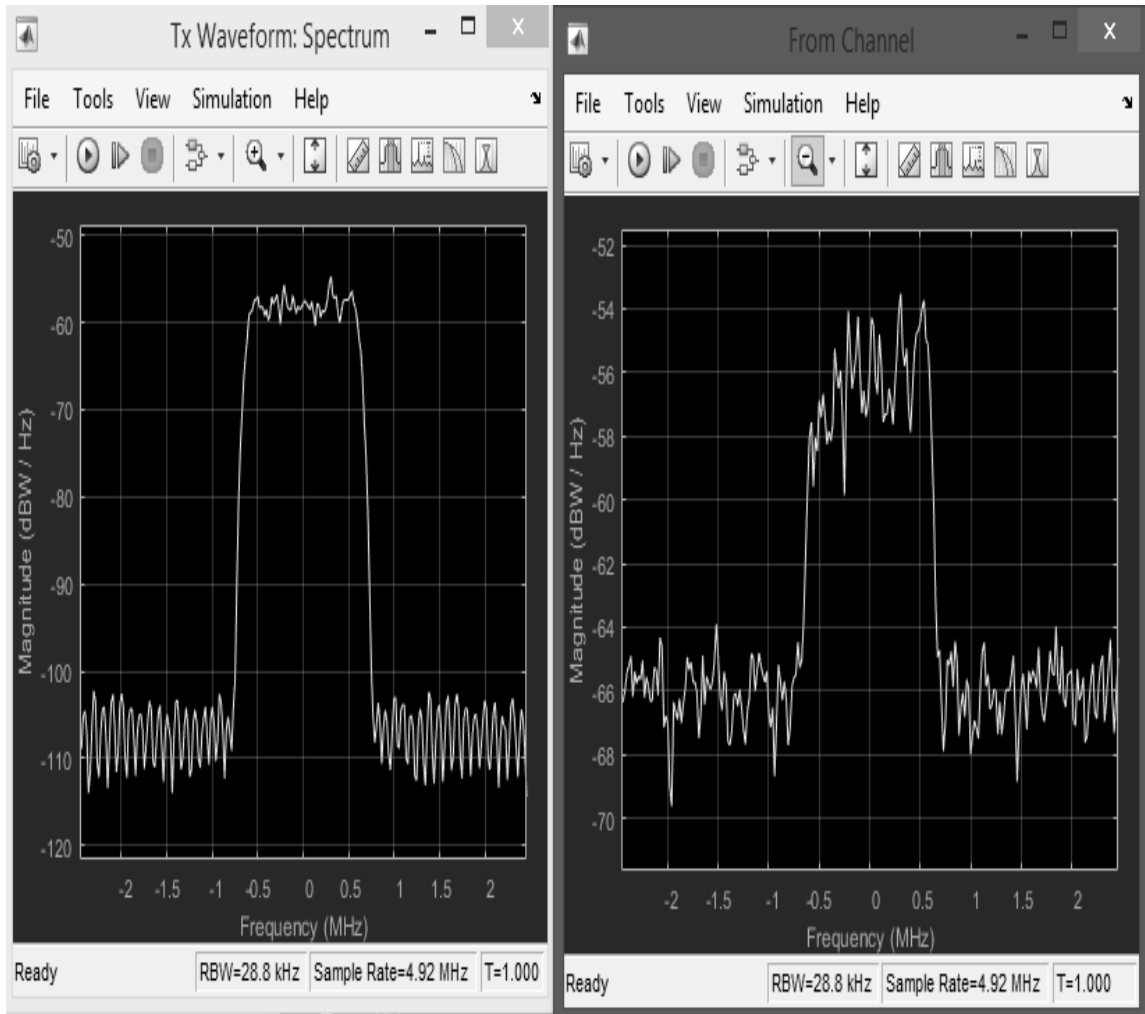 Tx Waveform: Spectrum
File Tools View Simulation Help
-50
-60
-70
-80
-90
-100
-110
-120
Magnitude (dBW / Hz)
-2 -1.5 -1 -0.5 0 0.5 1 1.5 2
Frequency (MHz)
Ready RBW=28.8 kHz Sample Rate=4.92 MHz T=1.000
From Channel
File Tools View Simulation Help
-52
-54
-56
-58
-60
-62
-64
-66
-68
-70
Magnitude (dBW / Hz)
-2 -1.5 -1 -0.5 0 0.5 1 1.5 2
Frequency (MHz)
Ready RBW=28.8 kHz Sample Rate=4.92 MHz T=1.000